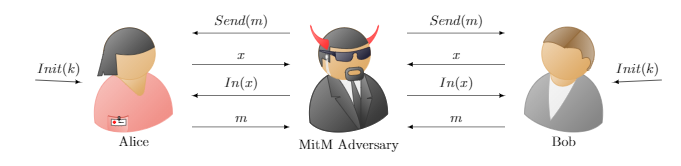 Send(m) Send(m)
x x
Init(k) In(x) In(x) Init(k)
m m
Alice MitM Adversary Bob